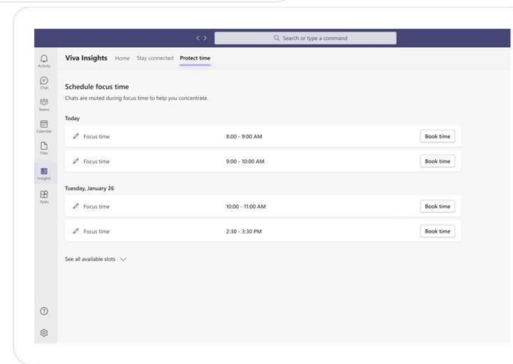 Search or type a command
Viva Insights Home Stay connected Protect time
Activity
Chat
Teams
Calendar
Files
Insights
Apps
Schedule focus time
Chats are muted during focus time to help you concentrate.
Today
Focus time 8:00 - 9:00 AM Book time
Focus time 9:00 - 10:00 AM Book time
Tuesday, January 26
Focus time 10:00 - 11:00 AM Book time
Focus time 2:30 - 3:30 PM Book time
See all available slots